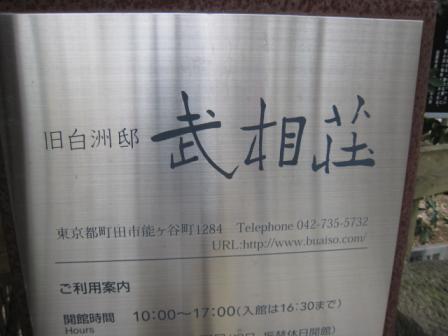 旧白洲邸 武相荘
東京都町田市能ヶ谷町1284 Telephone 042-735-5732
URL:http://www.buaiso.com/
ご利用案内
開館時間 10:00〜17:00(入館は16:30まで)
Hours